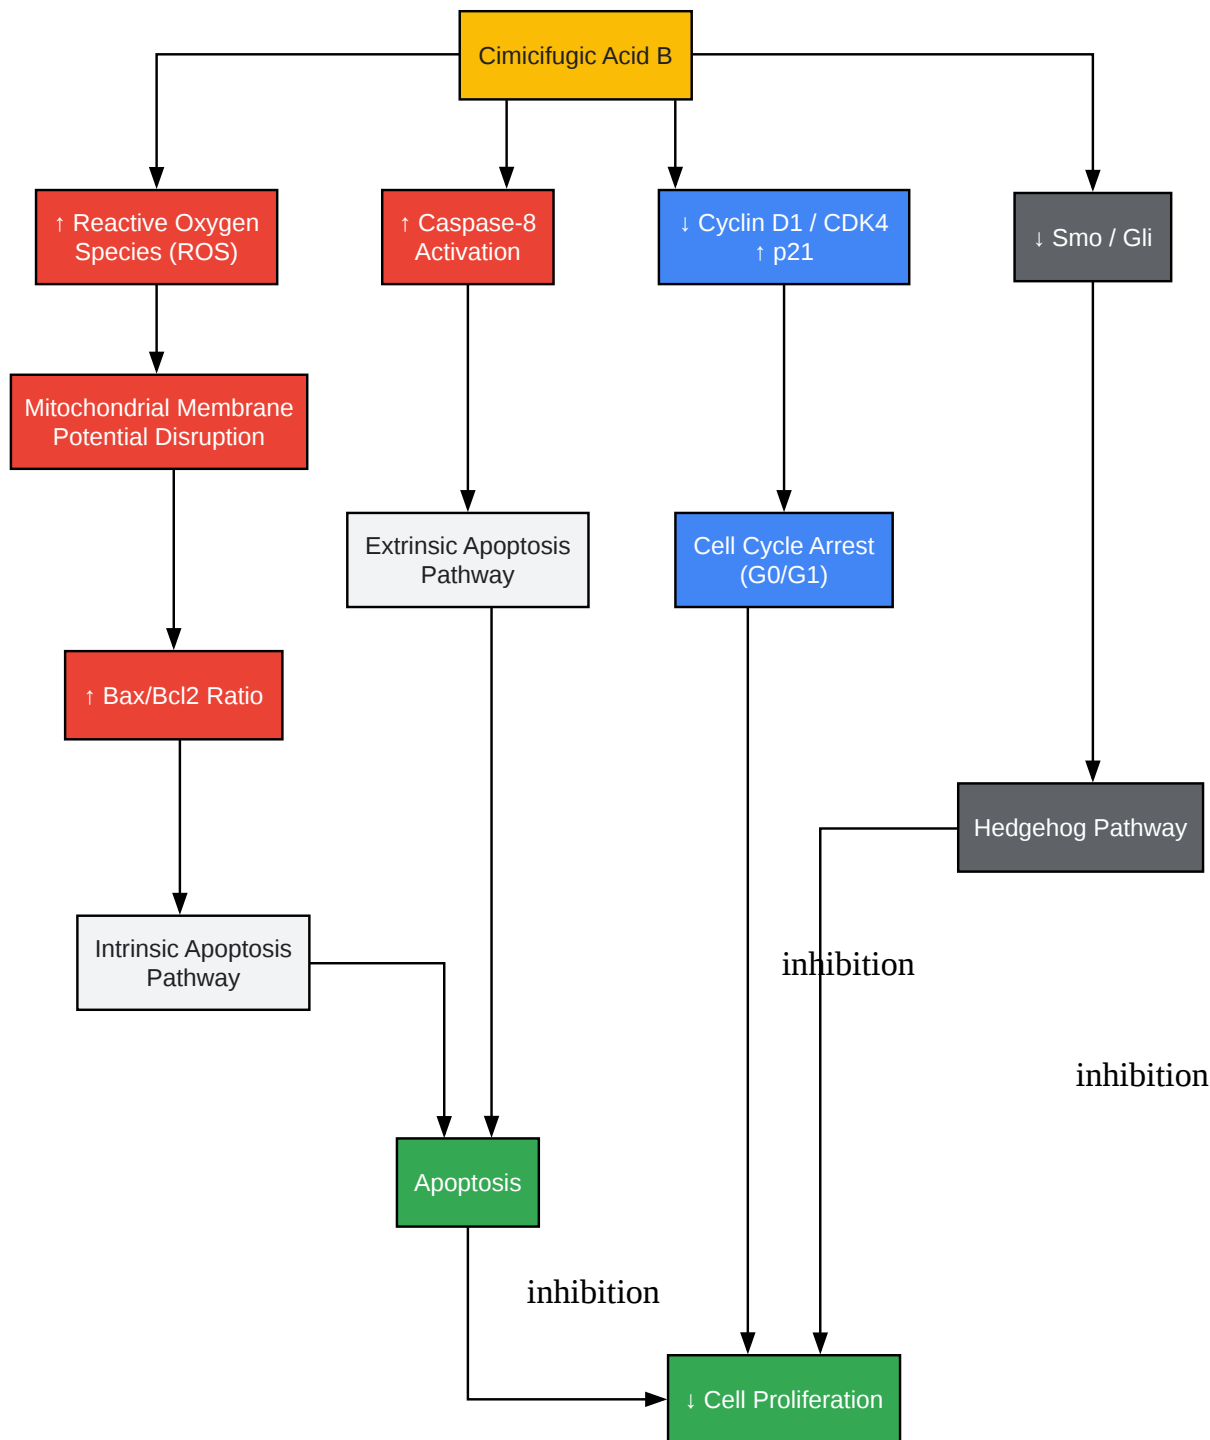 Cimicifugic Acid B
↑ Reactive Oxygen
Species (ROS)
↑ Caspase-8
Activation
↓ Cyclin D1 / CDK4
↑ p21
↓ Smo / Gli
Mitochondrial Membrane
Potential Disruption
Extrinsic Apoptosis
Pathway
Cell Cycle Arrest
(G0/G1)
↑ Bax/Bcl2 Ratio
Hedgehog Pathway
Intrinsic Apoptosis
Pathway
inhibition
inhibition
Apoptosis
inhibition
↓ Cell Proliferation